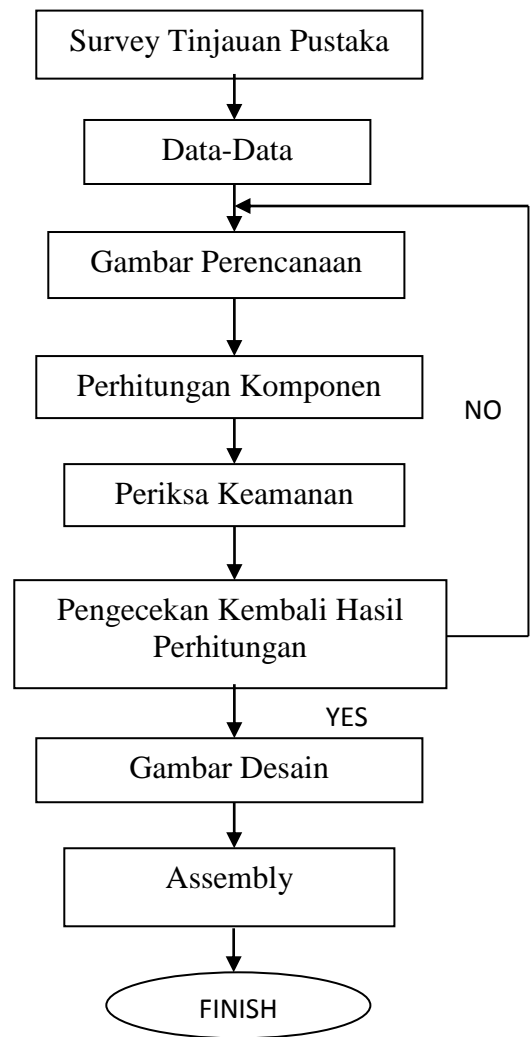 Survey Tinjauan Pustaka
Data-Data
Gambar Perencanaan
Perhitungan Komponen
NO
Periksa Keamanan
Pengecekan Kembali Hasil
Perhitungan
YES
Gambar Desain
Assembly
FINISH